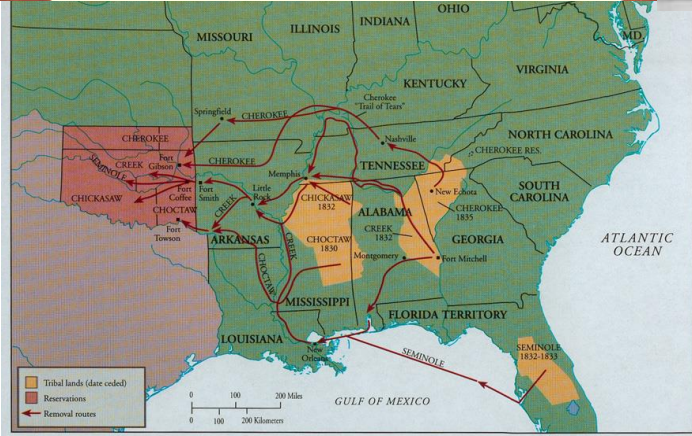 OHIO
INDIANA
ILLINOIS
MISSOURI
MD.
VIRGINIA
KENTUCKY
Cherokee
"Trail of Tears"
Springfield
CHEROKEE
Nashville
NORTH CAROLINA
CHEROKEE RES.
CHEROKEE
CHEROKEE
TENNESSEE
Fort
Gibson
CREEK
SEMINOLE
Memphis
New Echota
SOUTH
CAROLINA
Fort
Coffee
Fort
Smith
Little
Rock
CHICKASAW
CHICKASAW
1832
CHEROKEE
1835
CHOCTAW
Fort
Towson
CREEK
ALABAMA
CREEK
1832
GEORGIA
ARKANSAS
CREEK
CHOCTAW
1830
ATLANTIC
OCEAN
Montgomery
Fort Mitchell
CHOCTAW
MISSISSIPPI
FLORIDA TERRITORY
LOUISIANA
New
Orleans
SEMINOLE
SEMINOLE
1832-1833
Tribal lands (date ceded)
Reservations
Removal routes
0 100 200 Miles
0 100 200 Kilometers
GULF OF MEXICO